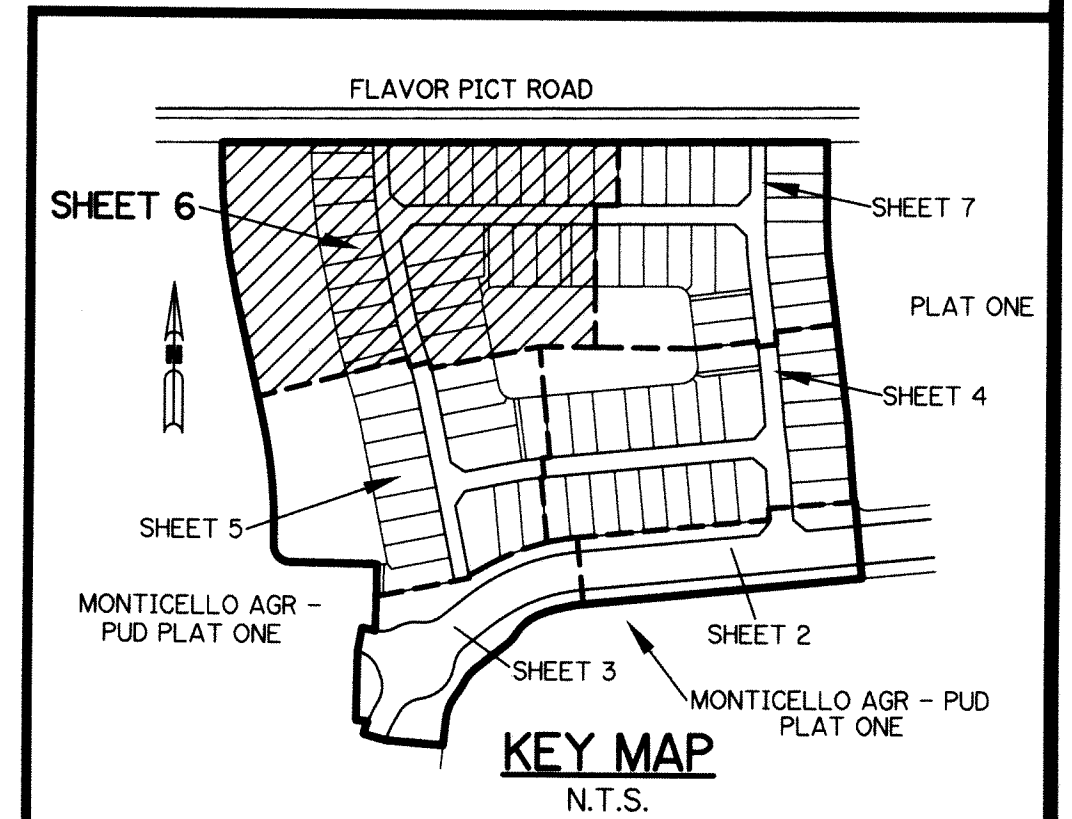 FLAVOR PICT ROAD
SHEET 6
SHEET 7
N
PLAT ONE
SHEET 4
SHEET 5
MONTICELLO AGR -
PUD PLAT ONE
SHEET 2
SHEET 3
MONTICELLO AGR - PUD
PLAT ONE
KEY MAP
N.T.S.